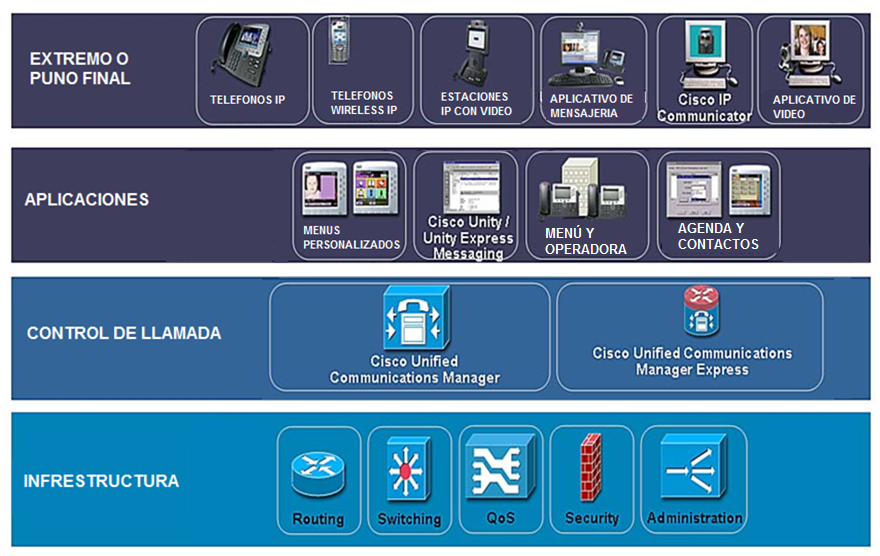 EXTREMO O
PUNO FINAL
TELEFONOS IP
TELEFONOS
WIRELESS IP
ESTACIONES
IP CON VIDEO
APLICATIVO DE
MENSAJERIA
Cisco IP
Communicator
APLICATIVO DE
VIDEO
APLICACIONES
MENUS
PERSONALIZADOS
Cisco Unity /
Unity Express
Messaging
MENÚ Y
OPERADORA
AGENDA Y
CONTACTOS
CONTROL DE LLAMADA
Cisco Unified
Communications Manager
Cisco Unified Communications
Manager Express
INFRESTRUCTURA
Routing
Switching
QoS
Security
Administration